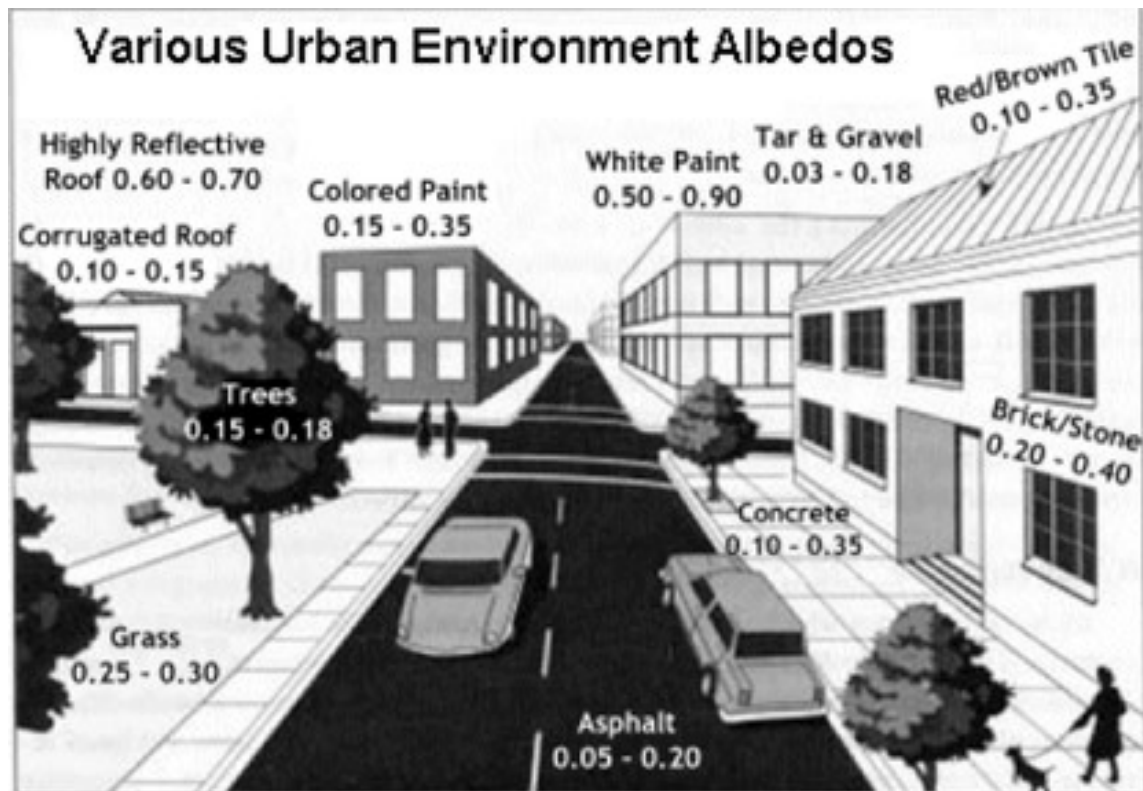 Various Urban Environment Albedos
Red/Brown Tile
0.10 - 0.35
Highly Reflective
Roof 0.60 - 0.70
Colored Paint
0.15 - 0.35
White Paint
0.50 - 0.90
Tar & Gravel
0.03 - 0.18
Corrugated Roof
0.10 - 0.15
Trees
0.15 - 0.18
Brick/Stone
0.20 - 0.40
Concrete
0.10 - 0.35
Grass
0.25 - 0.30
Asphalt
0.05 - 0.20